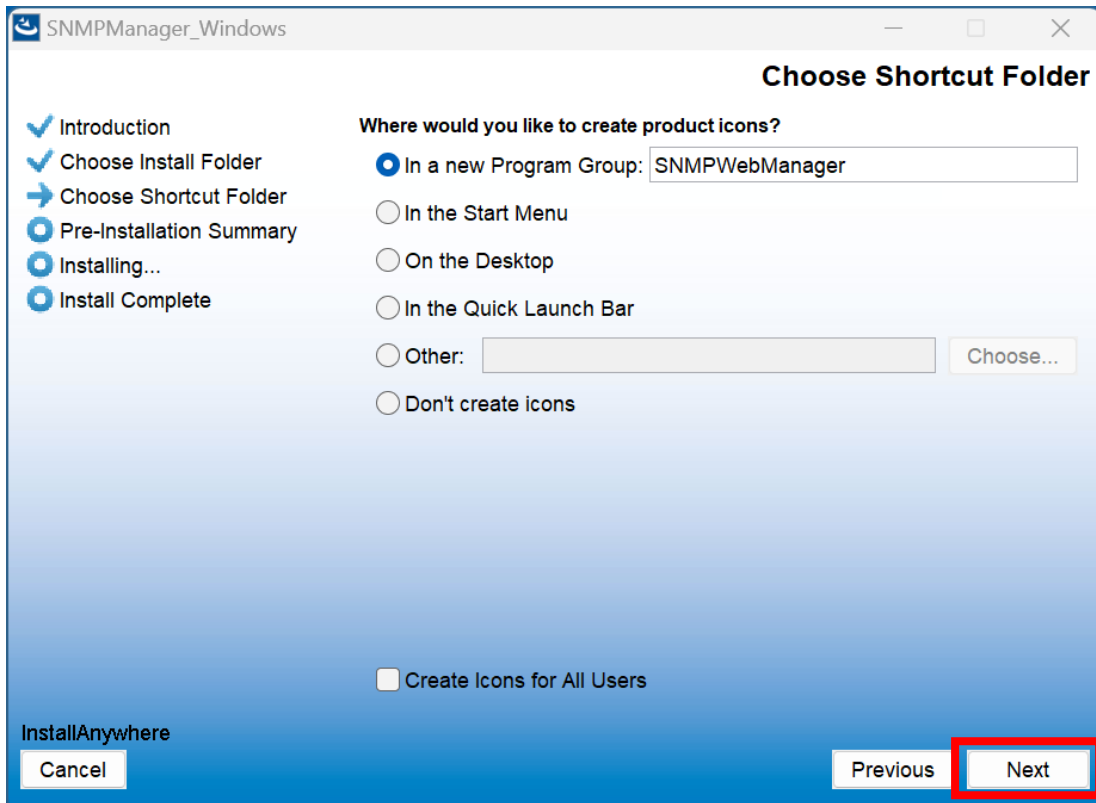 SNMPManager_Windows
Choose Shortcut Folder
Introduction
Choose Install Folder
Choose Shortcut Folder
Pre-Installation Summary
Installing...
Install Complete
Where would you like to create product icons?
In a new Program Group: SNMPWebManager
In the Start Menu
On the Desktop
In the Quick Launch Bar
Other: Choose...
Don't create icons
Create Icons for All Users
InstallAnywhere
Cancel Previous Next